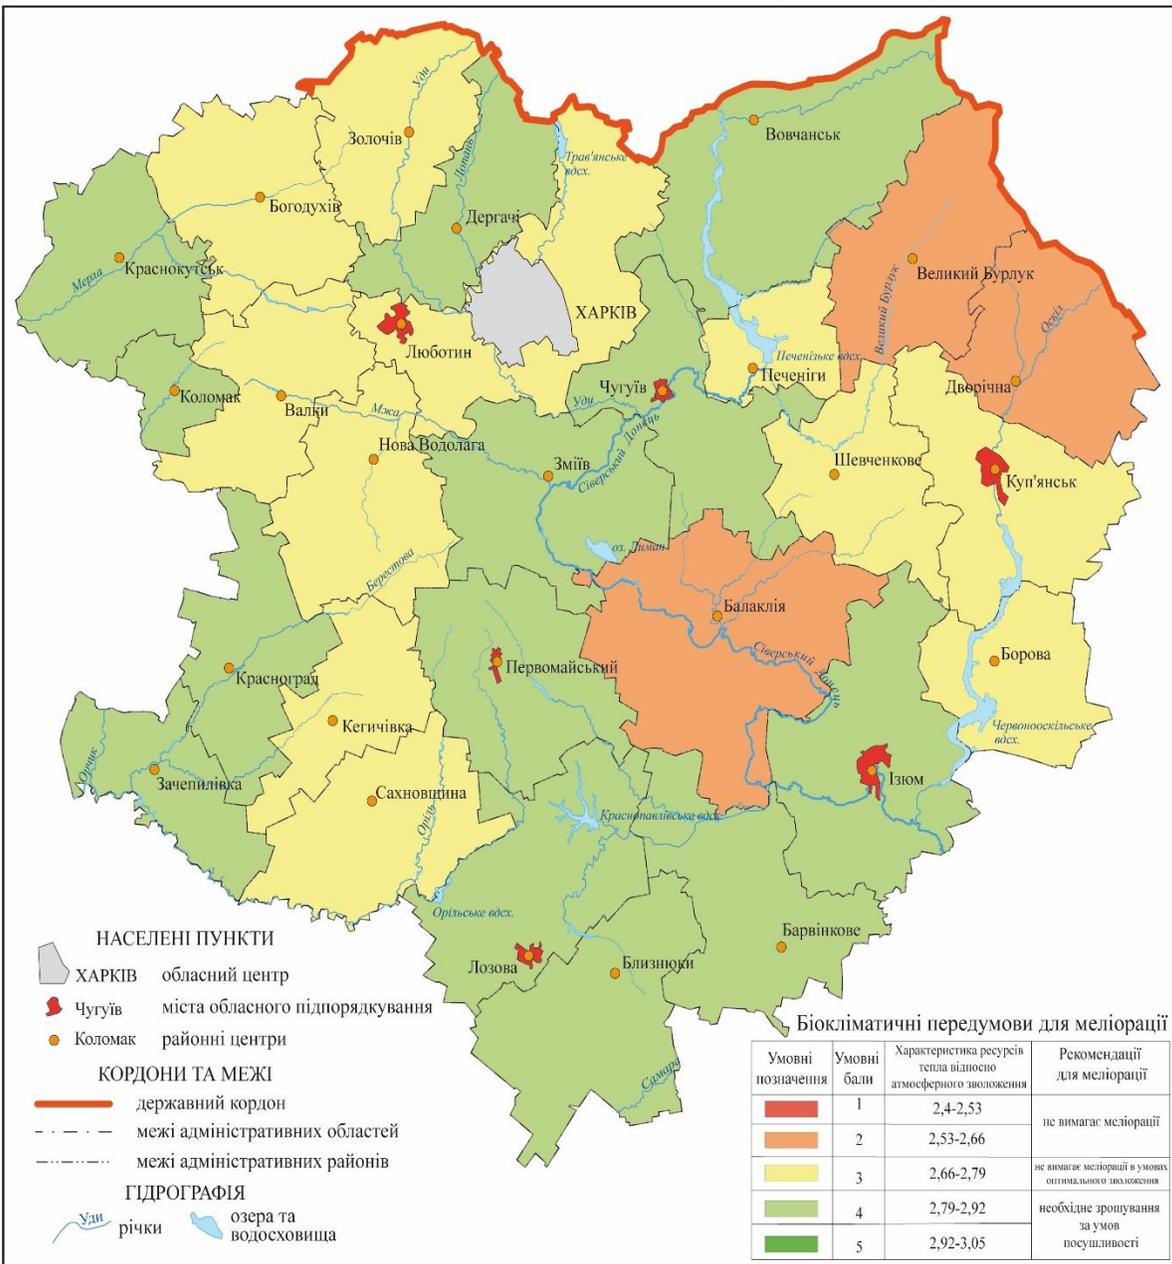 Уди
Золочів
Лопань
Трав'янське
вдсх.
Вовчанськ
Богодухів
Дергачі
Мерла
Краснокутськ
Великий Бурлук
Великий Бурлук
Оскіл
ХАРКІВ
Люботин
Печенізьке вдсх.
Печеніги
Дворічна
Коломак
Валки
Мжа
Уди
Чугуїв
Сіверський Донець
Нова Водолага
Зміїв
Шевченкове
Куп'янськ
оз. Лиман
Берестова
Балаклія
Сіверський Донець
Борова
Первомайський
Красноград
Кегичівка
Червонооскільське
вдсх.
Орчик
Зачепилівка
Сахновщина
Оріль
Ізюм
Краснопавлівське вдсх.
Орільське вдсх.
Лозова
Близнюки
Барвінкове
Самара
НАСЕЛЕНІ ПУНКТИ
ХАРКІВ обласний центр
Чугуїв міста обласного підпорядкування
Коломак районні центри
КОРДОНИ ТА МЕЖІ
державний кордон
межі адміністративних областей
межі адміністративних районів
ГІДРОГРАФІЯ
Уди річки
озера та
водосховища
Біокліматичні передумови для меліорації
Умовні
позначення
Умовні
бали
Характеристика ресурсів
тепла відносно
атмосферного зволоження
Рекомендації
для меліорації
1 2,4-2,53
не вимагає меліорації
2 2,53-2,66
3 2,66-2,79
не вимагає меліорації в умовах
оптимального зволоження
4 2,79-2,92
необхідне зрошування
за умов
посушливості
5 2,92-3,05